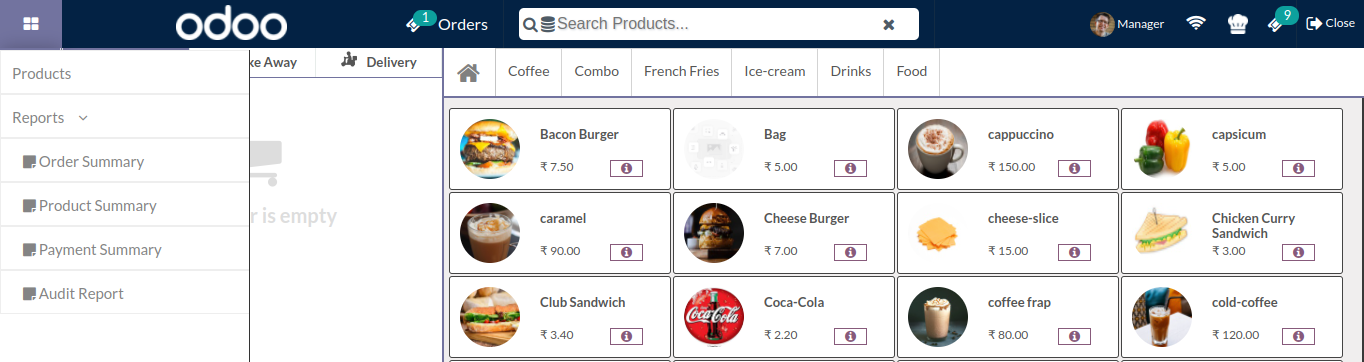 odoo
1
Orders
Search Products...
Manager
9
Close
Products
Reports
Order Summary
Product Summary
Payment Summary
Audit Report
Away
Delivery
is empty
Coffee
Combo
French Fries
Ice-cream
Drinks
Food
Bacon Burger
₹ 7.50
Bag
₹ 5.00
cappuccino
₹ 150.00
capsicum
₹ 5.00
caramel
₹ 90.00
Cheese Burger
₹ 7.00
cheese-slice
₹ 15.00
Chicken Curry
Sandwich
₹ 3.00
Club Sandwich
₹ 3.40
Coca-Cola
Coca-Cola
₹ 2.20
coffee frap
₹ 80.00
cold-coffee
₹ 120.00